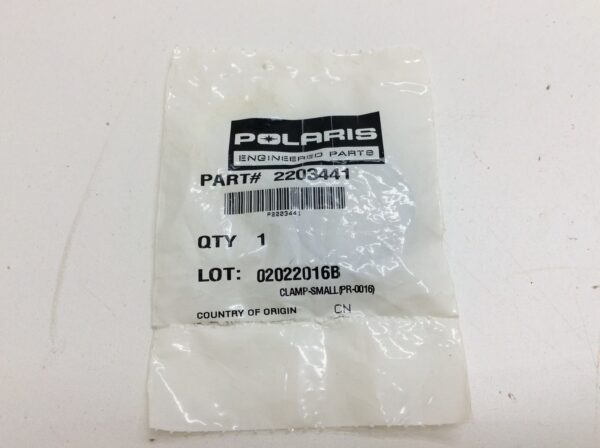 POLARIS
ENGINEERED PARTS
PART# 2203441
P2203441
QTY 1
LOT: 02022016B
CLAMP-SMALL(PR-0016)
COUNTRY OF ORIGIN CN